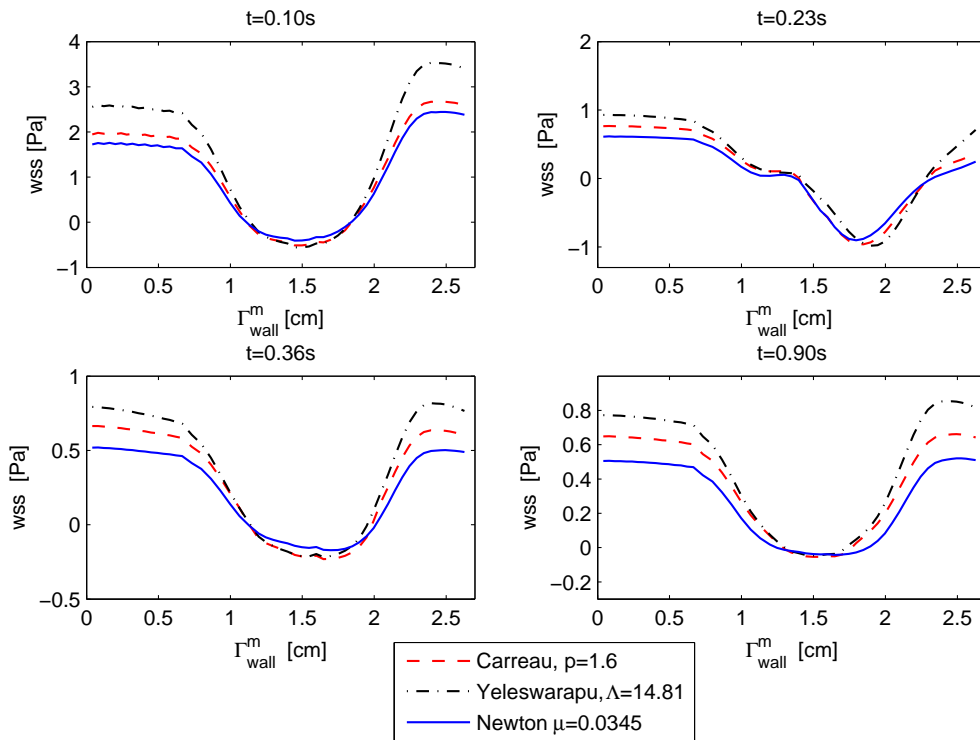 t=0.10s
t=0.23s
4
3
2
1
0
−1
wss [Pa]
0 0.5 1 1.5 2 2.5
Γ^m_wall [cm]
2
1
0
−1
wss [Pa]
0 0.5 1 1.5 2 2.5
Γ^m_wall [cm]
t=0.36s
t=0.90s
1
0.5
0
−0.5
wss [Pa]
0 0.5 1 1.5 2 2.5
Γ^m_wall [cm]
0.8
0.6
0.4
0.2
0
−0.2
wss [Pa]
0 0.5 1 1.5 2 2.5
Γ^m_wall [cm]
Carreau, p=1.6
Yeleswarapu, Λ=14.81
Newton μ=0.0345